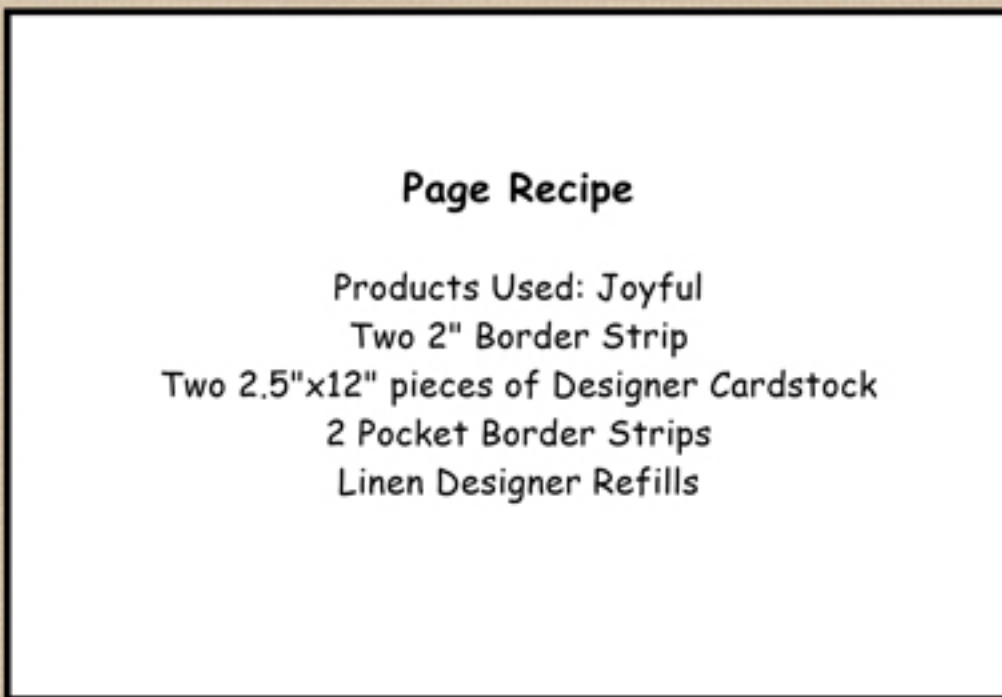 Page Recipe
Products Used: Joyful
Two 2" Border Strip
Two 2.5"x12" pieces of Designer Cardstock
2 Pocket Border Strips
Linen Designer Refills